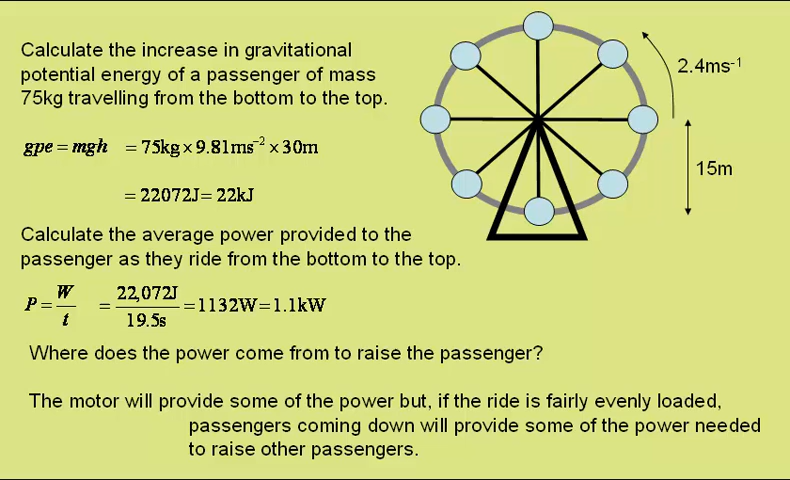 Calculate the increase in gravitational
potential energy of a passenger of mass
75kg travelling from the bottom to the top.
2.4ms⁻¹
gpe = mgh = 75kg × 9.81ms⁻² × 30m
15m
= 22072J = 22kJ
Calculate the average power provided to the
passenger as they ride from the bottom to the top.
P = W/t = 22,072J/19.5s = 1132W = 1.1kW
Where does the power come from to raise the passenger?
The motor will provide some of the power but, if the ride is fairly evenly loaded,
passengers coming down will provide some of the power needed
to raise other passengers.